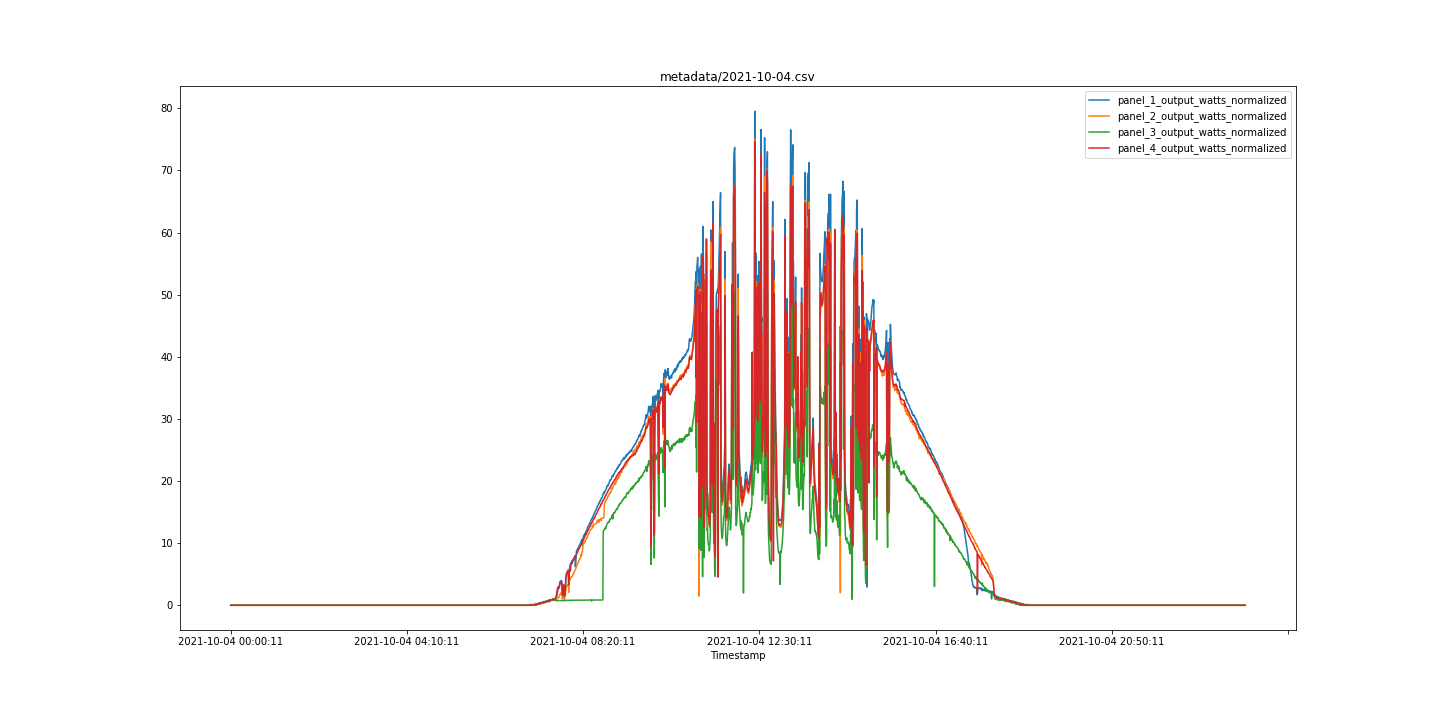 metadata/2021-10-04.csv
panel_1_output_watts_normalized
panel_2_output_watts_normalized
panel_3_output_watts_normalized
panel_4_output_watts_normalized
80
70
60
50
40
30
20
10
0
2021-10-04 00:00:11 2021-10-04 04:10:11 2021-10-04 08:20:11 2021-10-04 12:30:11 2021-10-04 16:40:11 2021-10-04 20:50:11
Timestamp